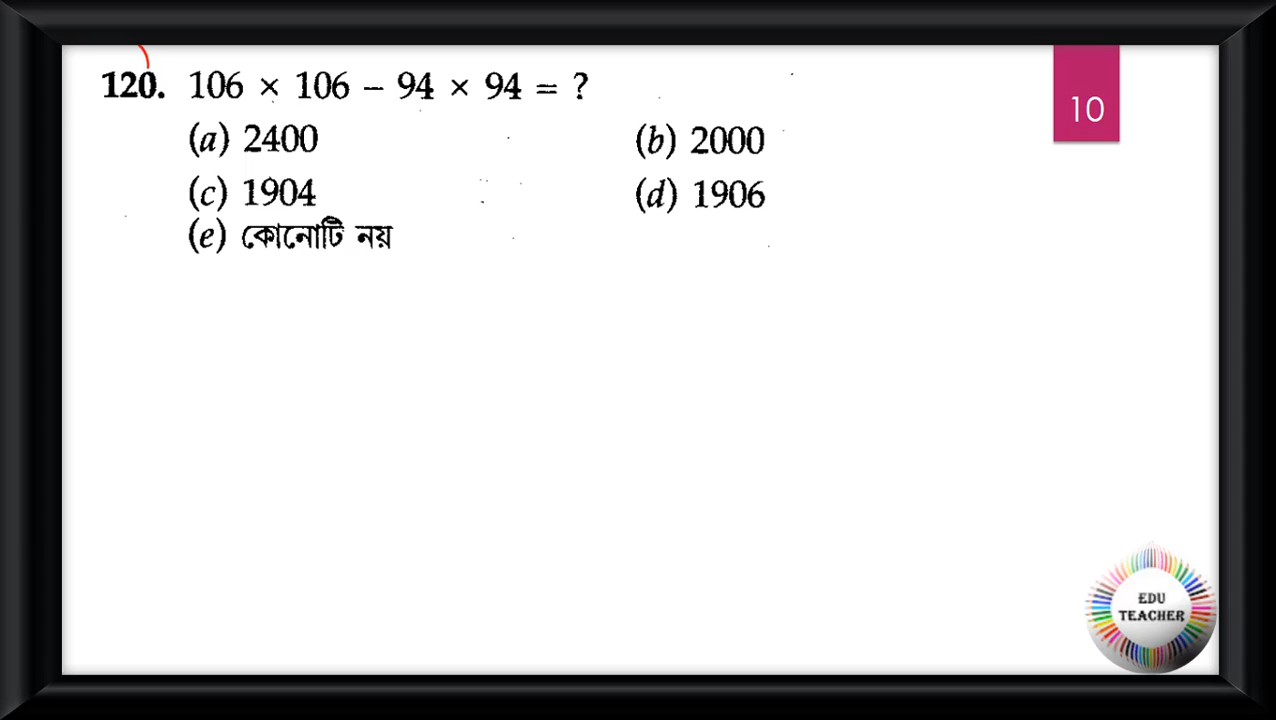 120. 106 × 106 – 94 × 94 = ?
(a) 2400 (b) 2000
(c) 1904 (d) 1906
(e) কোনোটি নয়
10
EDU
TEACHER